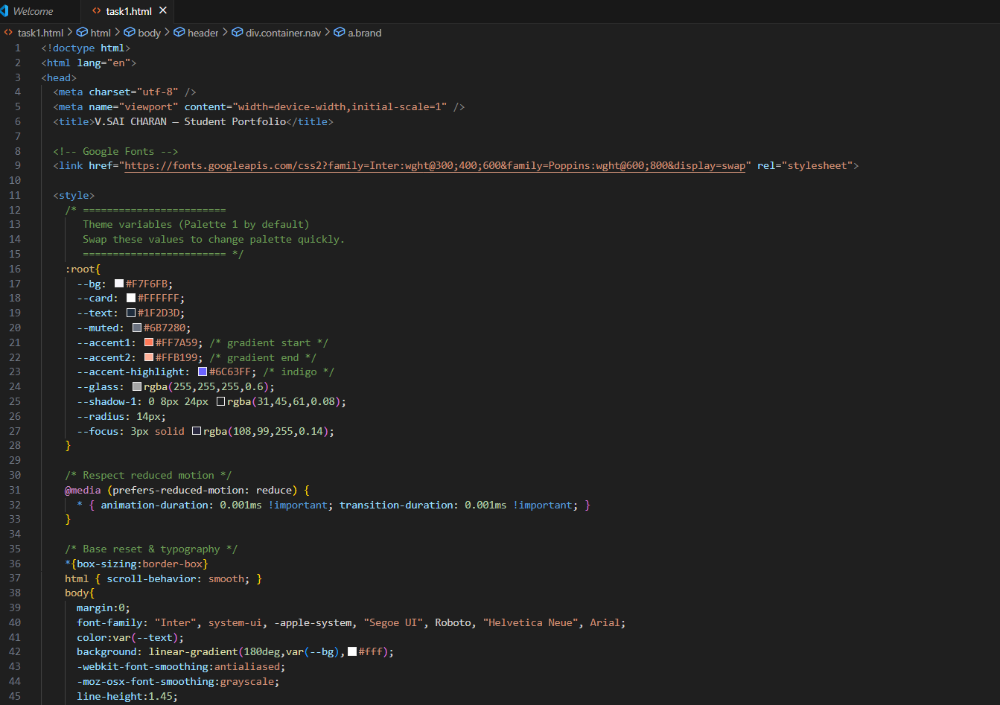 Welcome
task1.html
task1.html > html > body > header > div.container.nav > a.brand
1 <!doctype html>
2 <html lang="en">
3 <head>
4 <meta charset="utf-8" />
5 <meta name="viewport" content="width=device-width,initial-scale=1" />
6 <title>V.SAI CHARAN — Student Portfolio</title>
7
8 <!-- Google Fonts -->
9 <link href="https://fonts.googleapis.com/css2?family=Inter:wght@300;400;600&family=Poppins:wght@600;800&display=swap" rel="stylesheet">
10
11 <style>
12 /* ========================
13 Theme variables (Palette 1 by default)
14 Swap these values to change palette quickly.
15 ======================== */
16 :root{
17 --bg: #F7F6FB;
18 --card: #FFFFFF;
19 --text: #1F2D3D;
20 --muted: #6B7280;
21 --accent1: #FF7A59; /* gradient start */
22 --accent2: #FFB199; /* gradient end */
23 --accent-highlight: #6C63FF; /* indigo */
24 --glass: rgba(255,255,255,0.6);
25 --shadow-1: 0 8px 24px rgba(31,45,61,0.08);
26 --radius: 14px;
27 --focus: 3px solid rgba(108,99,255,0.14);
28 }
29
30 /* Respect reduced motion */
31 @media (prefers-reduced-motion: reduce) {
32 * { animation-duration: 0.001ms !important; transition-duration: 0.001ms !important; }
33 }
34
35 /* Base reset & typography */
36 *{box-sizing:border-box}
37 html { scroll-behavior: smooth; }
38 body{
39 margin:0;
40 font-family: "Inter", system-ui, -apple-system, "Segoe UI", Roboto, "Helvetica Neue", Arial;
41 color:var(--text);
42 background: linear-gradient(180deg,var(--bg),#fff);
43 -webkit-font-smoothing:antialiased;
44 -moz-osx-font-smoothing:grayscale;
45 line-height:1.45;